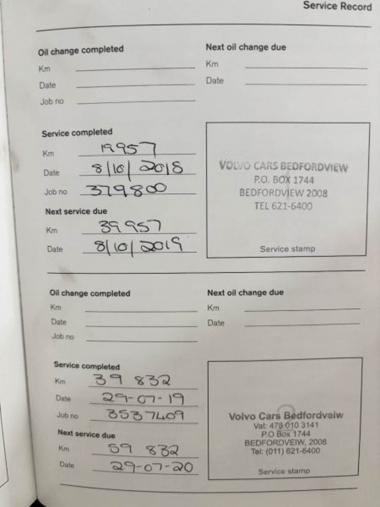 Service Record
Oil change completed Next oil change due
Km Km
Date Date
Job no
Service completed
Km 19957
Date 8/10/2018
Job no 379800
VOLVO CARS BEDFORDVIEW
P.O. BOX 1744
BEDFORDVIEW 2008
TEL 621-6400
Service stamp
Next service due
Km 39957
Date 8/10/2019
Oil change completed Next oil change due
Km Km
Date Date
Job no
Service completed
Km 39 832
Date 29-07-19
Job no 3537409
Volvo Cars Bedfordvaiw
Vat: 479 010 3141
P.O Box 1744
BEDFORDVEIW, 2008
Tel: (011) 621-6400
Service stamp
Next service due
Km 59 832
Date 29-07-20